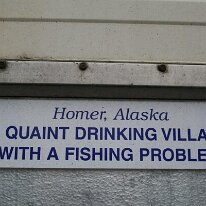 Homer, Alaska
QUAINT DRINKING VILLA
WITH A FISHING PROBLE